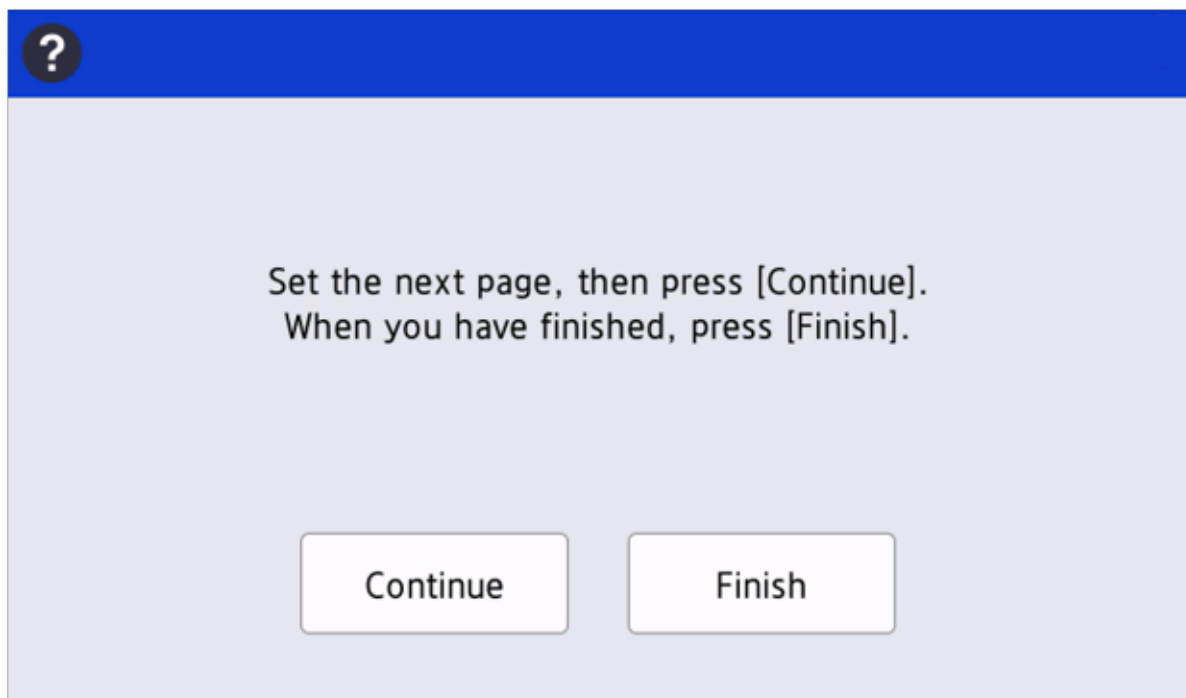 ?
Set the next page, then press [Continue].
When you have finished, press [Finish].
Continue
Finish